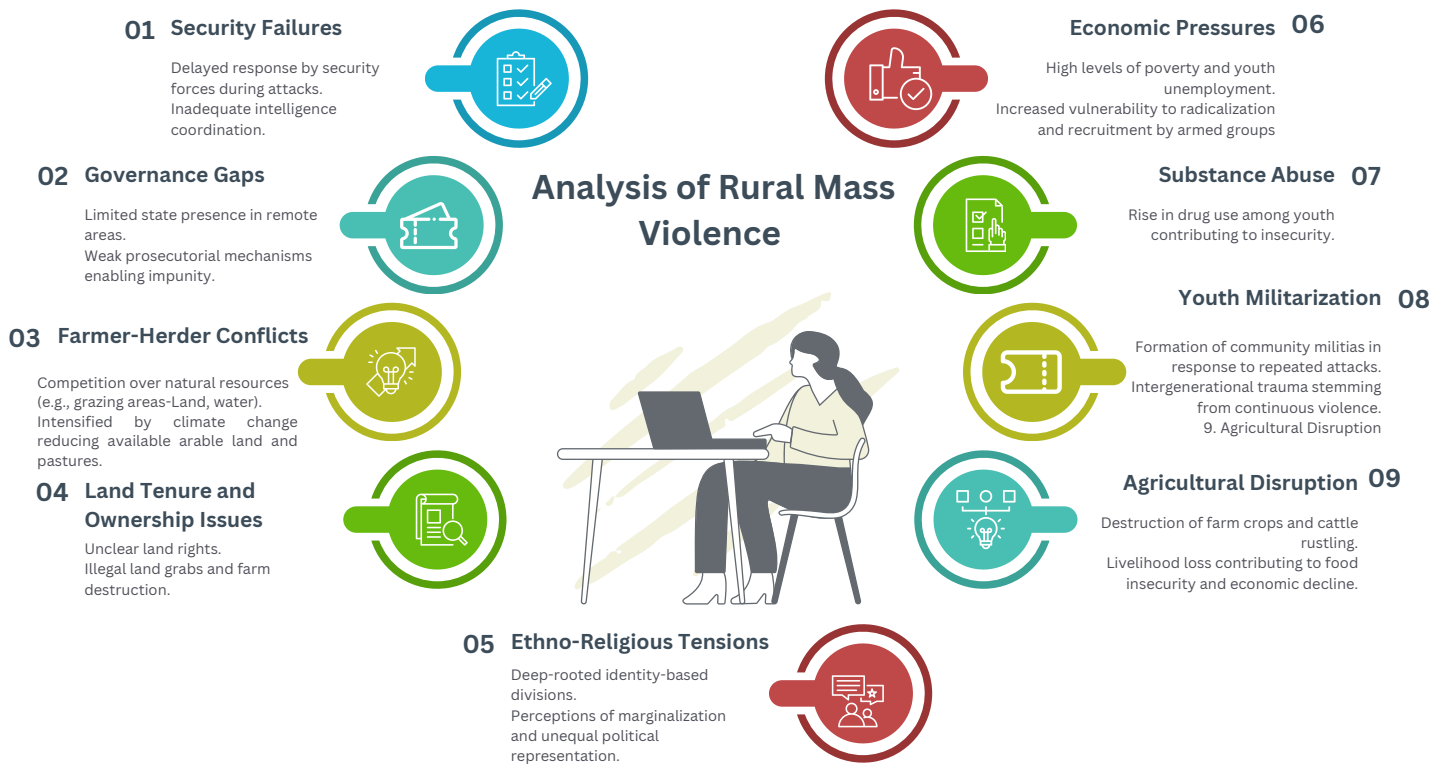 Analysis of Rural Mass
Violence
01 Security Failures
Delayed response by security
forces during attacks.
Inadequate intelligence
coordination.
02 Governance Gaps
Limited state presence in remote
areas.
Weak prosecutorial mechanisms
enabling impunity.
03 Farmer-Herder Conflicts
Competition over natural resources
(e.g., grazing areas-Land, water).
Intensified by climate change
reducing available arable land and
pastures.
04 Land Tenure and
Ownership Issues
Unclear land rights.
Illegal land grabs and farm
destruction.
05 Ethno-Religious Tensions
Deep-rooted identity-based
divisions.
Perceptions of marginalization
and unequal political
representation.
Economic Pressures 06
High levels of poverty and youth
unemployment.
Increased vulnerability to radicalization
and recruitment by armed groups
Substance Abuse 07
Rise in drug use among youth
contributing to insecurity.
Youth Militarization 08
Formation of community militias in
response to repeated attacks.
Intergenerational trauma stemming
from continuous violence.
9. Agricultural Disruption
Agricultural Disruption 09
Destruction of farm crops and cattle
rustling.
Livelihood loss contributing to food
insecurity and economic decline.